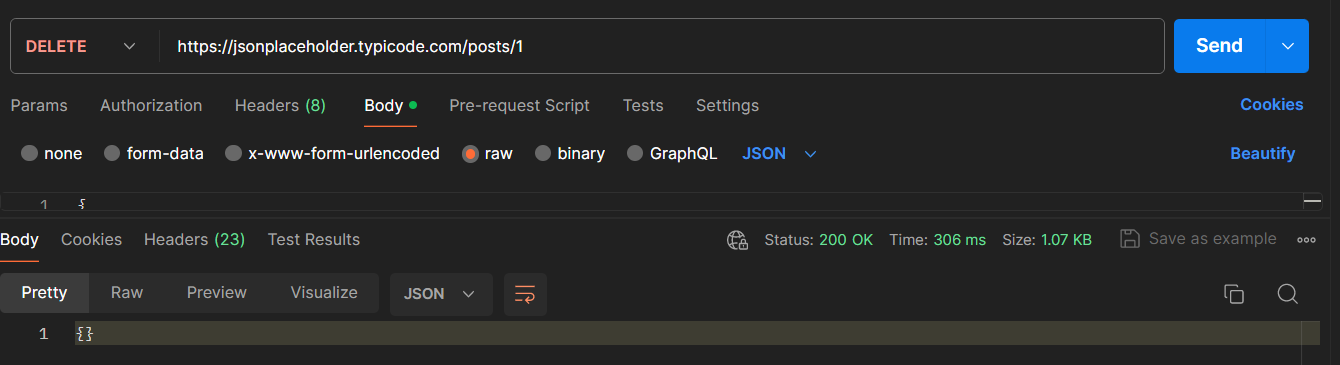 DELETE https://jsonplaceholder.typicode.com/posts/1 Send
Params Authorization Headers (8) Body Pre-request Script Tests Settings Cookies
none form-data x-www-form-urlencoded raw binary GraphQL JSON Beautify
1 {
Body Cookies Headers (23) Test Results Status: 200 OK Time: 306 ms Size: 1.07 KB Save as example
Pretty Raw Preview Visualize JSON
1 {}